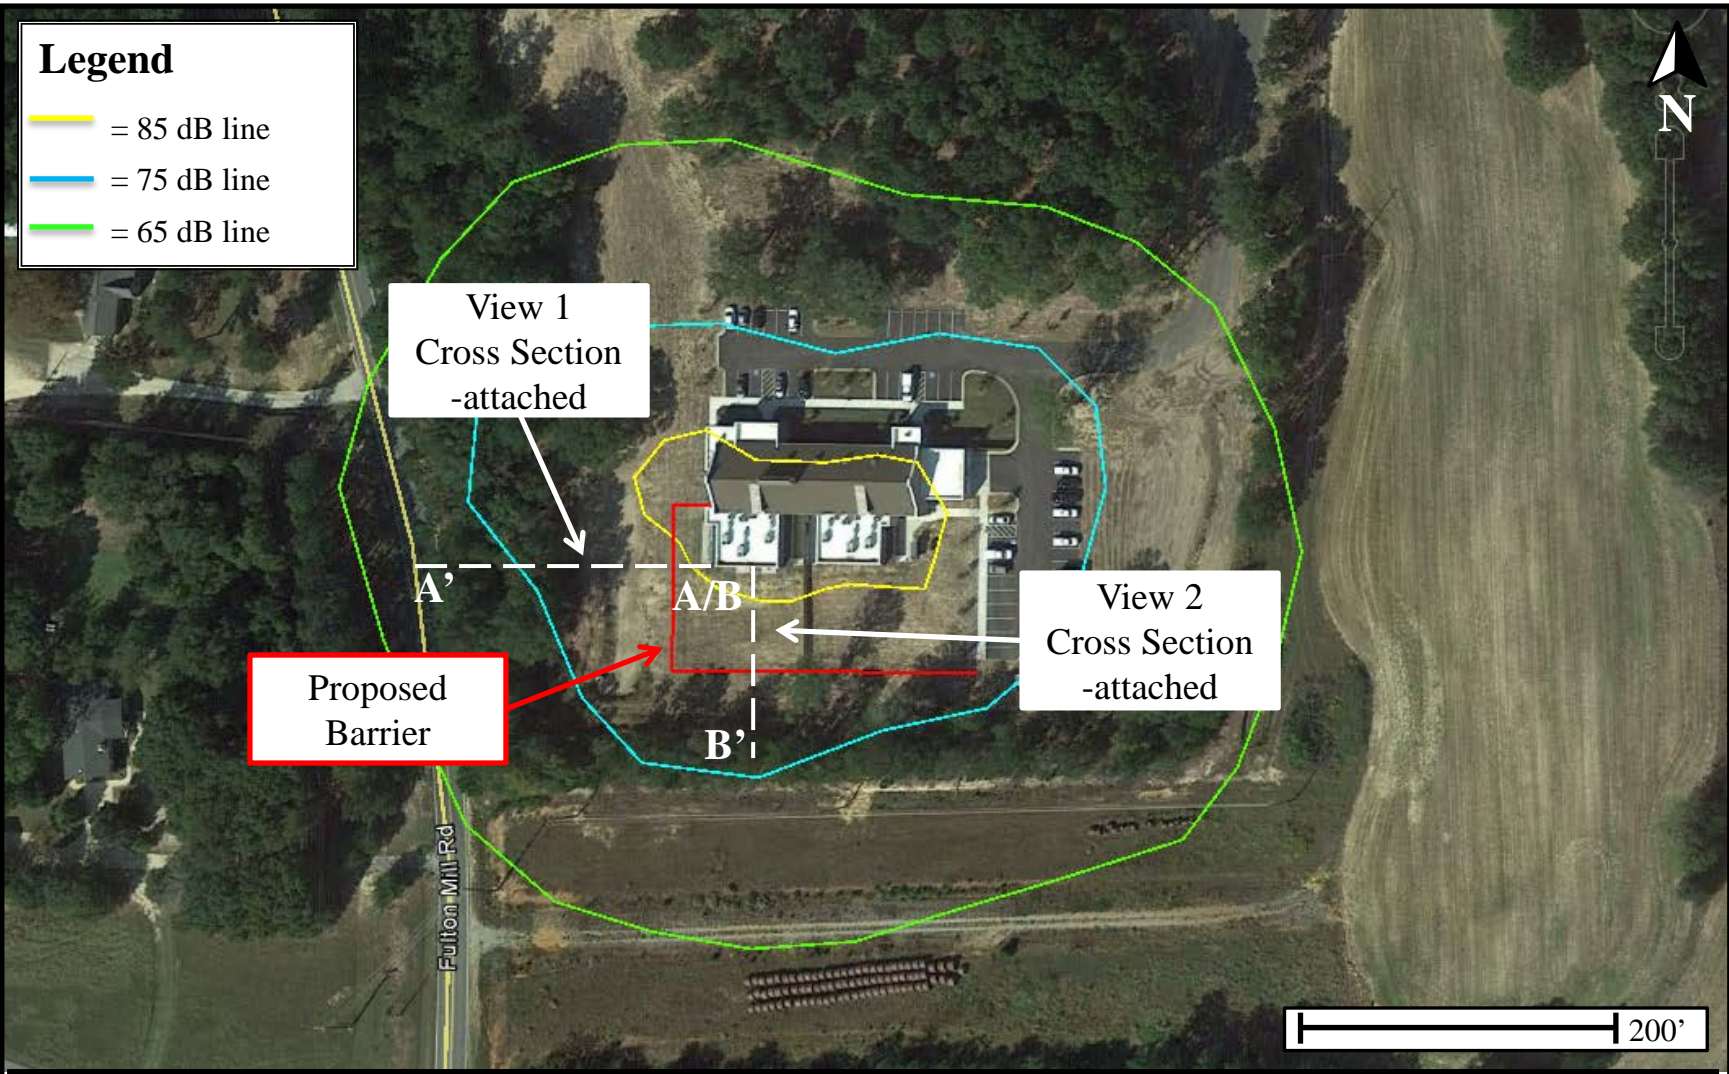 Legend
= 85 dB line
= 75 dB line
= 65 dB line
N
View 1
Cross Section
-attached
A’
A/B
View 2
Cross Section
-attached
Proposed
Barrier
B’
Fulton Mill Rd
200’